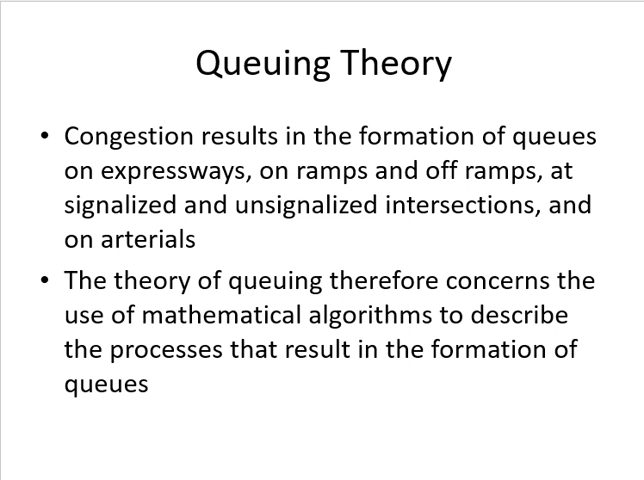 Queuing Theory
• Congestion results in the formation of queues
on expressways, on ramps and off ramps, at
signalized and unsignalized intersections, and
on arterials
• The theory of queuing therefore concerns the
use of mathematical algorithms to describe
the processes that result in the formation of
queues